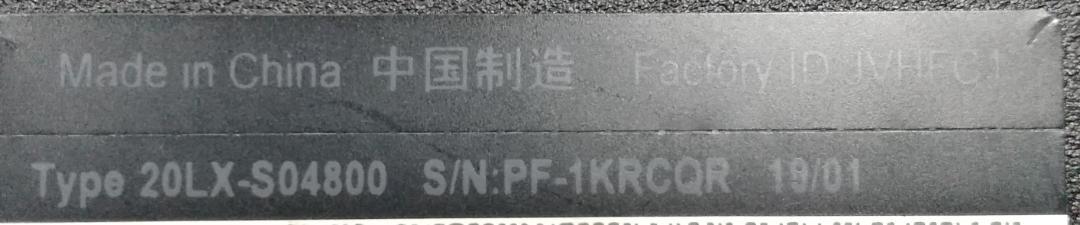 Made in China 中国制造 Factory ID JVHFC1
Type 20LX-S04800 S/N:PF-1KRCQR 19/01